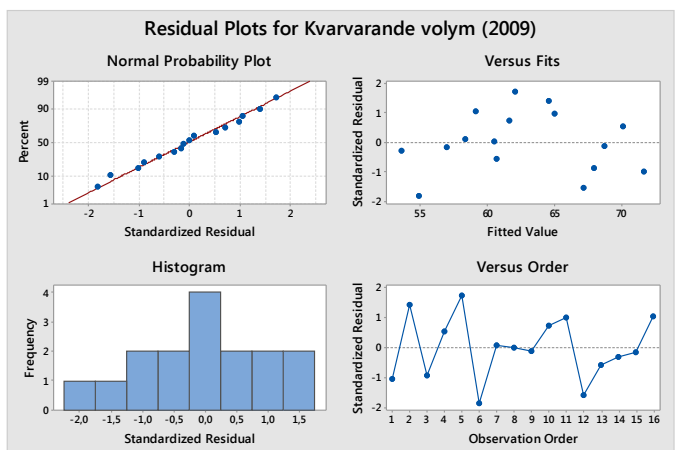 Residual Plots for Kvarvarande volym (2009)
Normal Probability Plot
99
90
50
10
1
Percent
-2 -1 0 1 2
Standardized Residual
Versus Fits
2
1
0
-1
-2
Standardized Residual
55 60 65 70
Fitted Value
Histogram
4
3
2
1
0
Frequency
-2,0 -1,5 -1,0 -0,5 0,0 0,5 1,0 1,5
Standardized Residual
Versus Order
2
1
0
-1
-2
Standardized Residual
1 2 3 4 5 6 7 8 9 10 11 12 13 14 15 16
Observation Order